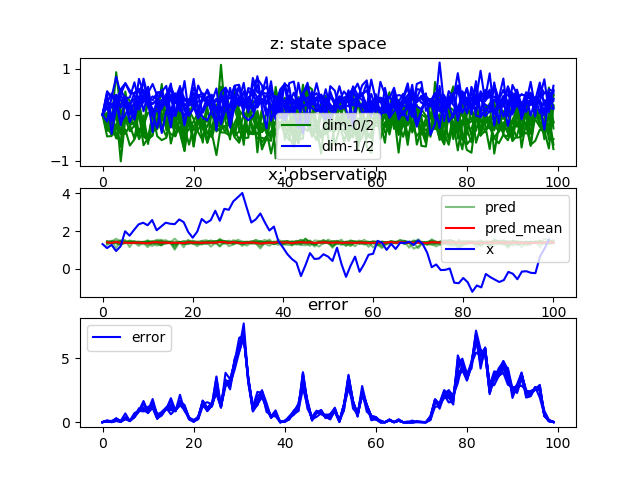 z: state space
1
0
−1
dim-0/2
dim-1/2
0 20 40 60 80 100
x: observation
4
2
0
pred
pred_mean
x
0 20 40 60 80 100
error
5
0
error
0 20 40 60 80 100